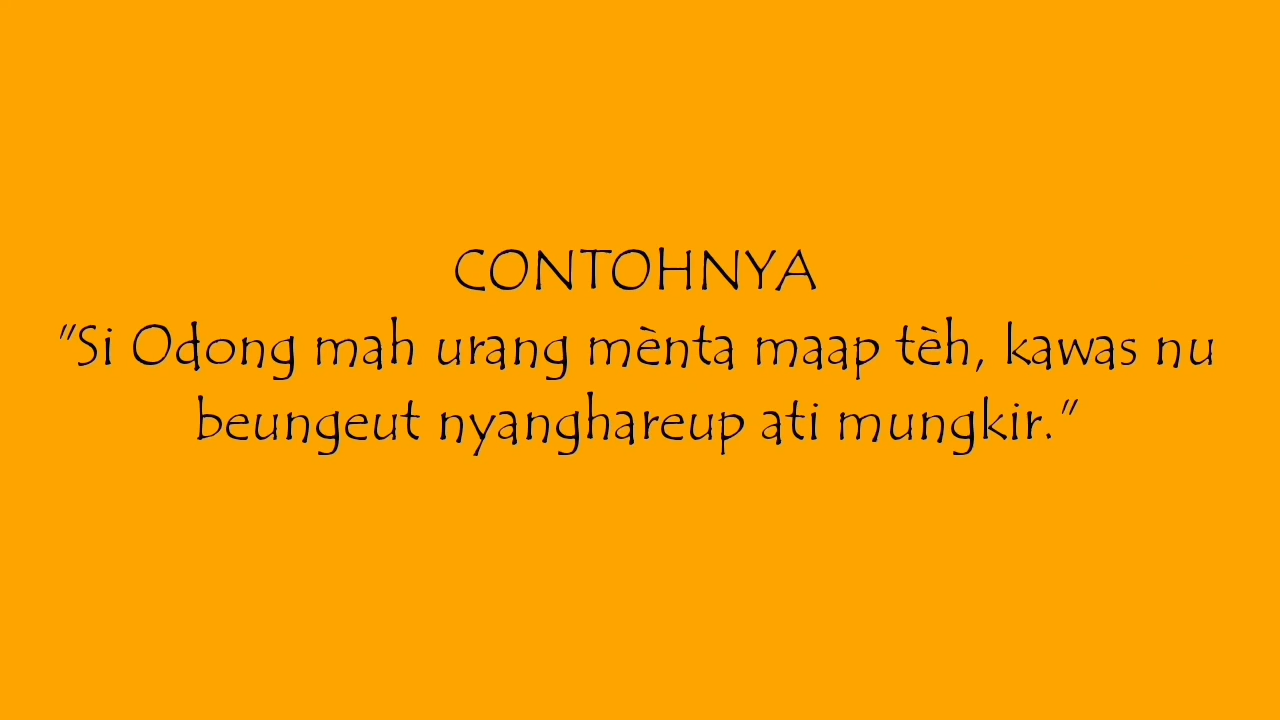 CONTOHNYA
"Si Odong mah urang mènta maap tèh, kawas nu
beungeut nyanghareup ati mungkir."